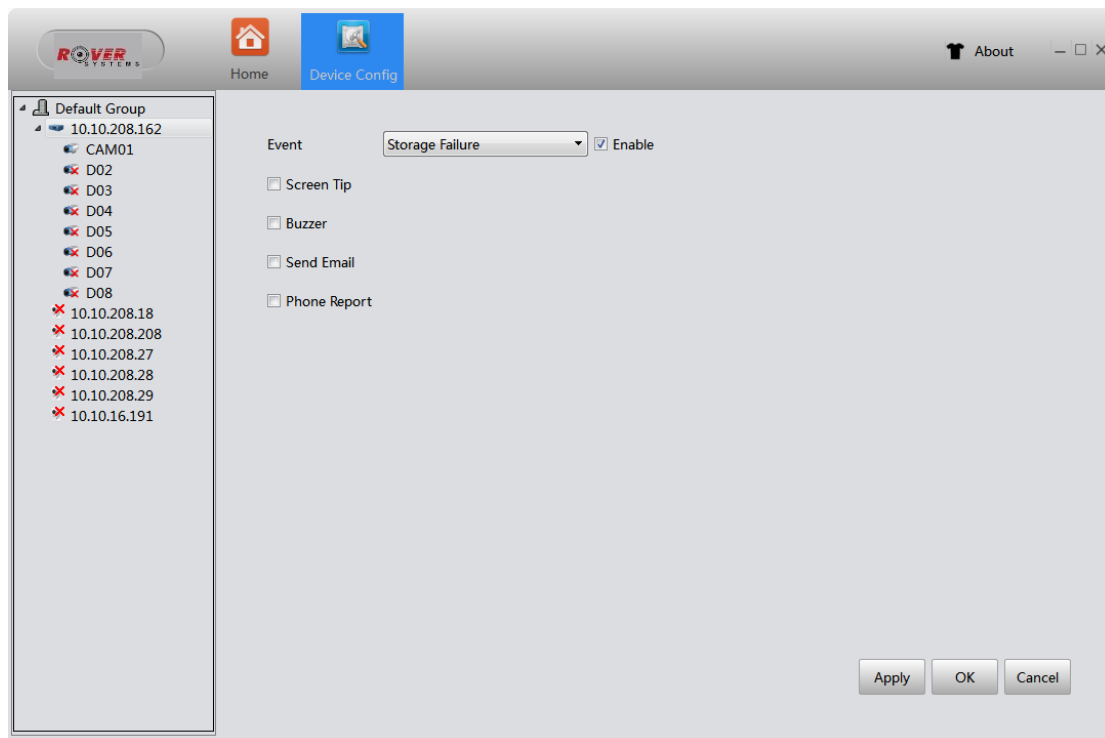 ROVER
SYSTEMS
Home
Device Config
About
Default Group
10.10.208.162
CAM01
D02
D03
D04
D05
D06
D07
D08
10.10.208.18
10.10.208.208
10.10.208.27
10.10.208.28
10.10.208.29
10.10.16.191
Event Storage Failure Enable
Screen Tip
Buzzer
Send Email
Phone Report
Apply OK Cancel